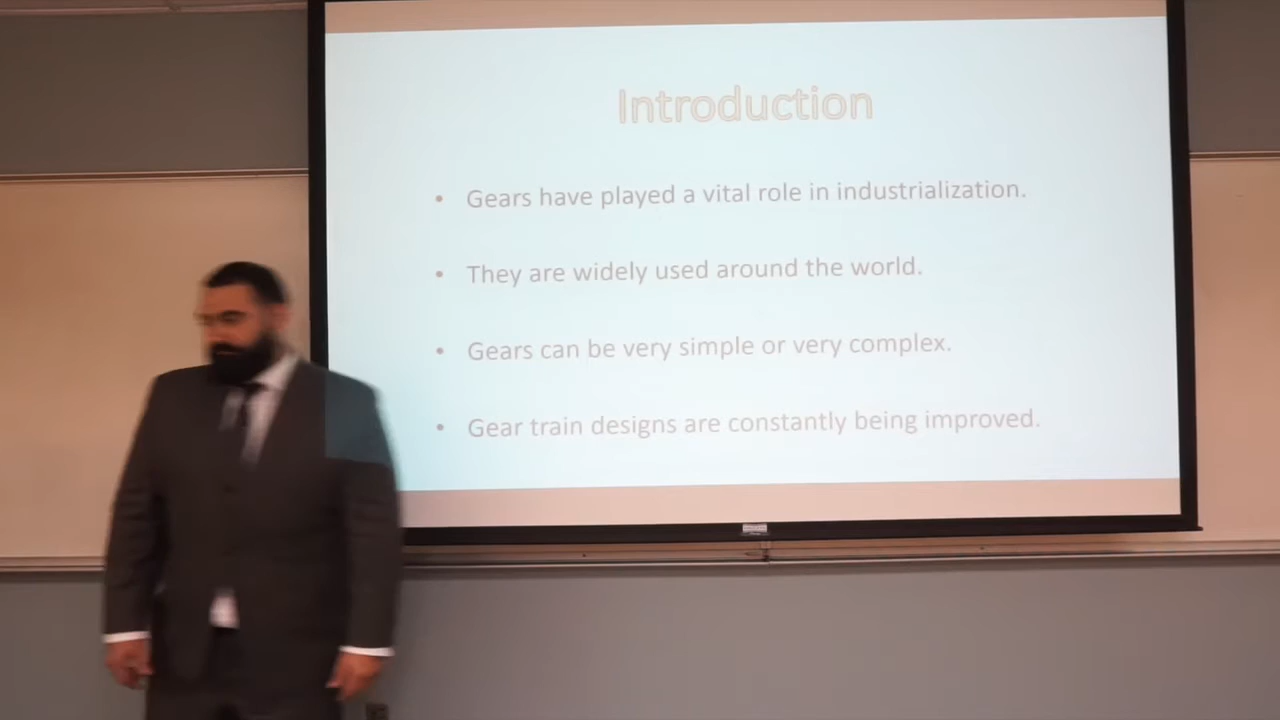 Introduction
• Gears have played a vital role in industrialization.
• They are widely used around the world.
• Gears can be very simple or very complex.
• Gear train designs are constantly being improved.